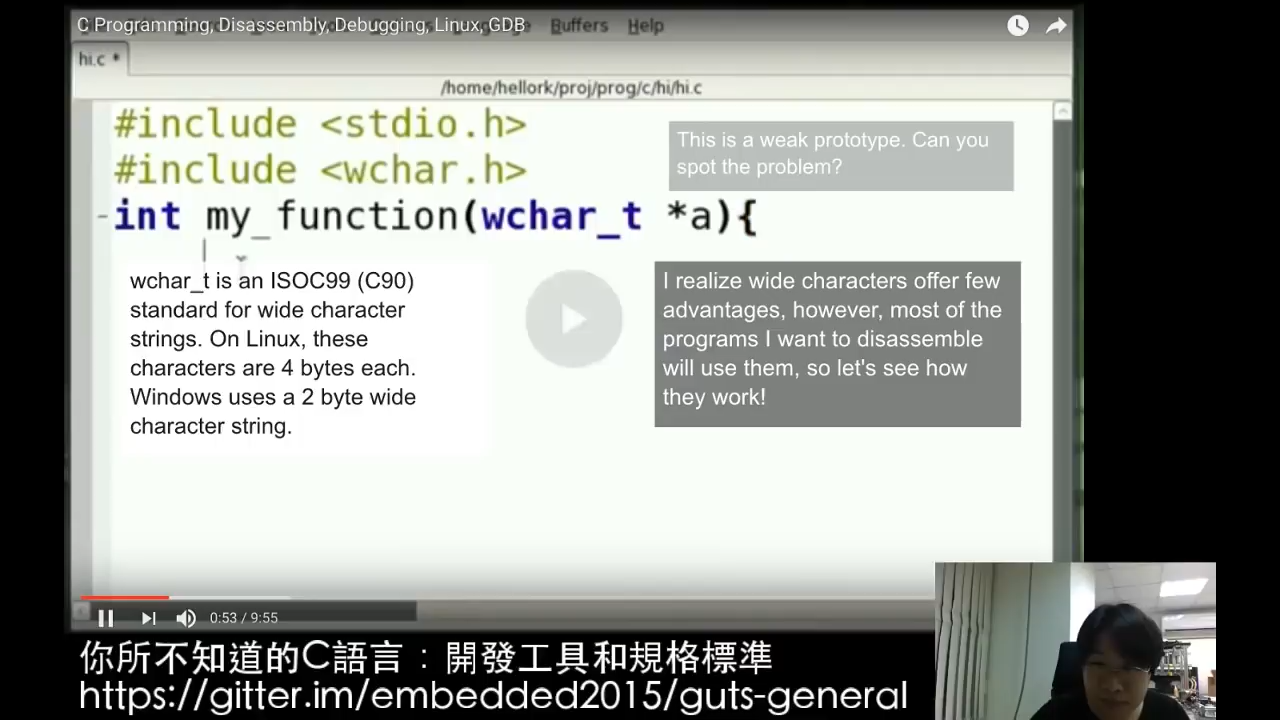 C Programming, Disassembly, Debugging, Linux, GDB
Buffers Help
hi.c *
/home/hellork/proj/prog/c/hi/hi.c
#include <stdio.h>
#include <wchar.h>
int my_function(wchar_t *a){
This is a weak prototype. Can you
spot the problem?
wchar_t is an ISOC99 (C90)
standard for wide character
strings. On Linux, these
characters are 4 bytes each.
Windows uses a 2 byte wide
character string.
I realize wide characters offer few
advantages, however, most of the
programs I want to disassemble
will use them, so let's see how
they work!
0:53 / 9:55
你所不知道的C語言：開發工具和規格標準
https://gitter.im/embedded2015/guts-general